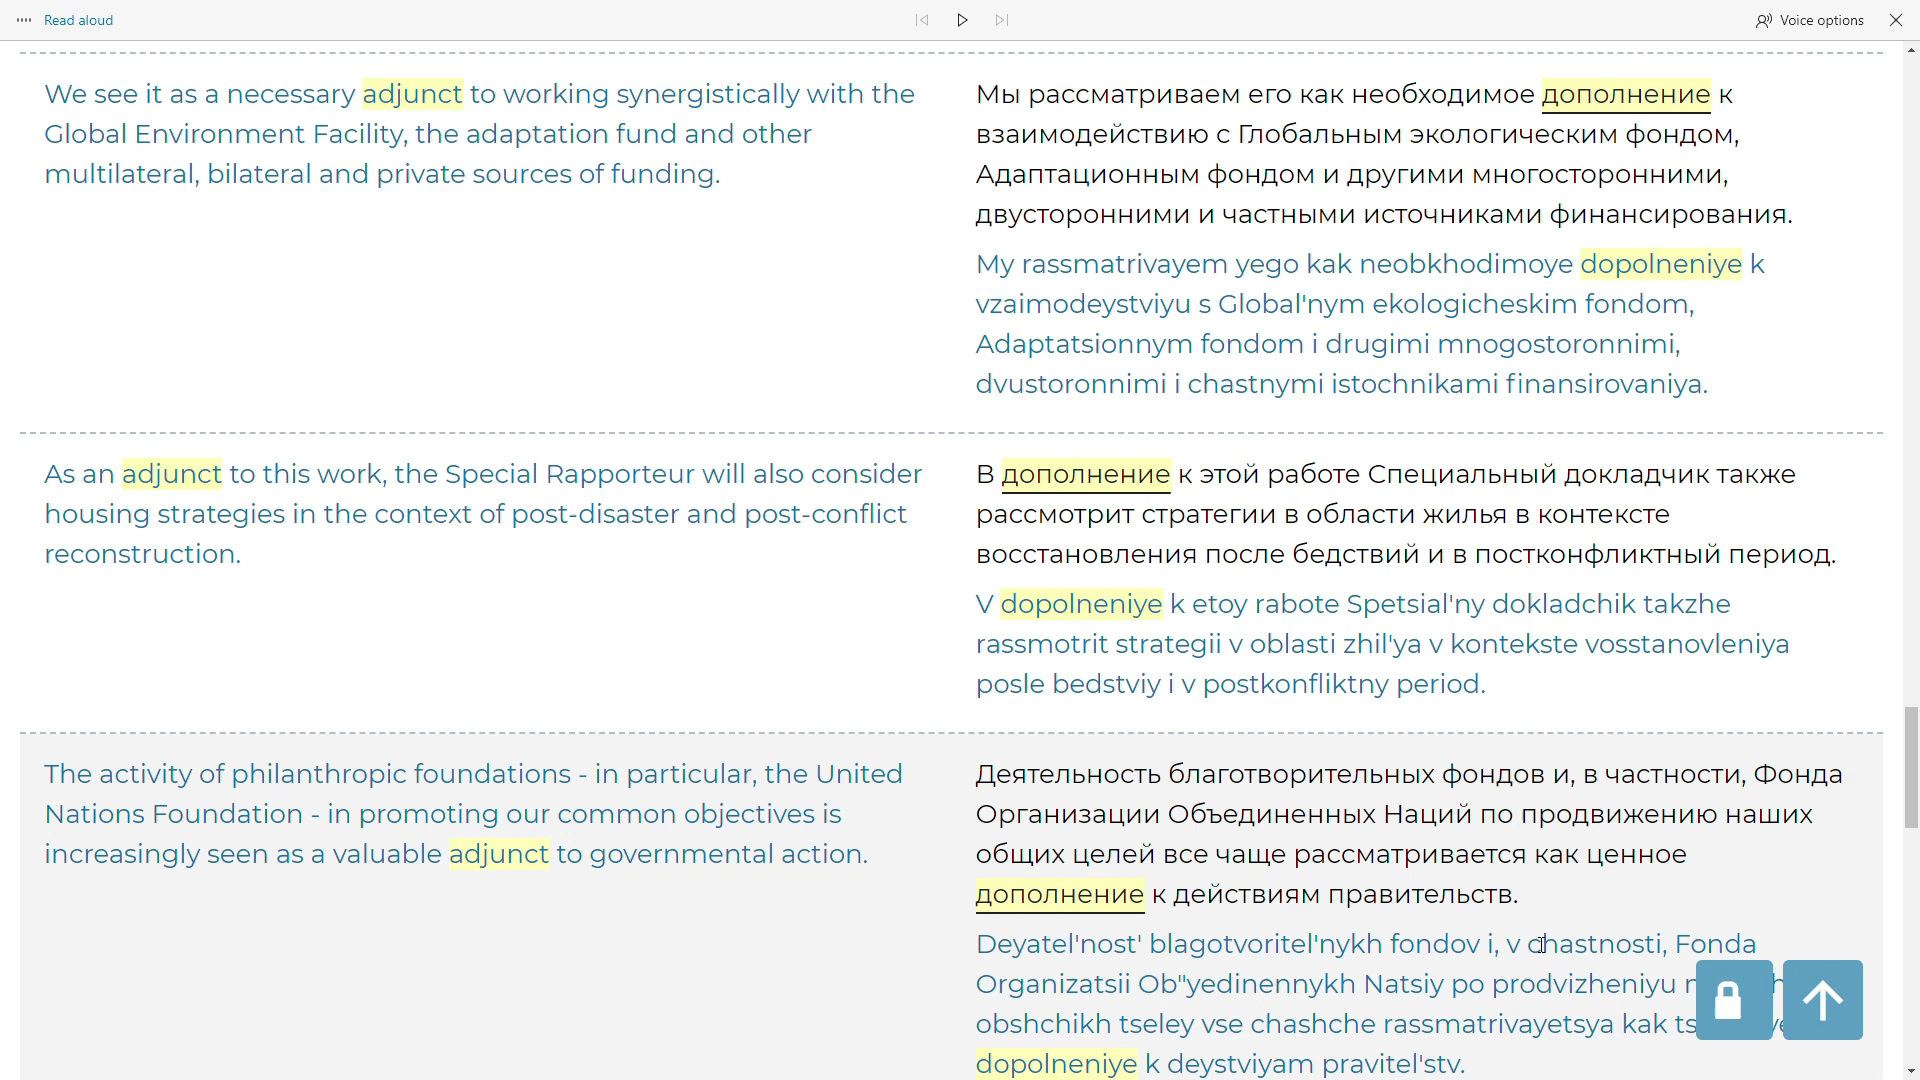 Read aloud
Voice options
We see it as a necessary adjunct to working synergistically with the
Global Environment Facility, the adaptation fund and other
multilateral, bilateral and private sources of funding.
Мы рассматриваем его как необходимое дополнение к
взаимодействию с Глобальным экологическим фондом,
Адаптационным фондом и другими многосторонними,
двусторонними и частными источниками финансирования.
My rassmatrivayem yego kak neobkhodimoye dopolneniye k
vzaimodeystviyu s Global'nym ekologicheskim fondom,
Adaptatsionnym fondom i drugimi mnogostoronnimi,
dvustoronnimi i chastnymi istochnikami finansirovaniya.
As an adjunct to this work, the Special Rapporteur will also consider
housing strategies in the context of post-disaster and post-conflict
reconstruction.
В дополнение к этой работе Специальный докладчик также
рассмотрит стратегии в области жилья в контексте
восстановления после бедствий и в постконфликтный период.
V dopolneniye k etoy rabote Spetsial'ny dokladchik takzhe
rassmotrit strategii v oblasti zhil'ya v kontekste vosstanovleniya
posle bedstviy i v postkonfliktny period.
The activity of philanthropic foundations - in particular, the United
Nations Foundation - in promoting our common objectives is
increasingly seen as a valuable adjunct to governmental action.
Деятельность благотворительных фондов и, в частности, Фонда
Организации Объединенных Наций по продвижению наших
общих целей все чаще рассматривается как ценное
дополнение к действиям правительств.
Deyatel'nost' blagotvoritel'nykh fondov i, v chastnosti, Fonda
Organizatsii Ob"yedinennykh Natsiy po prodvizheniyu
obshchikh tseley vse chashche rassmatrivayetsya kak
dopolneniye k deystviyam pravitel'stv.